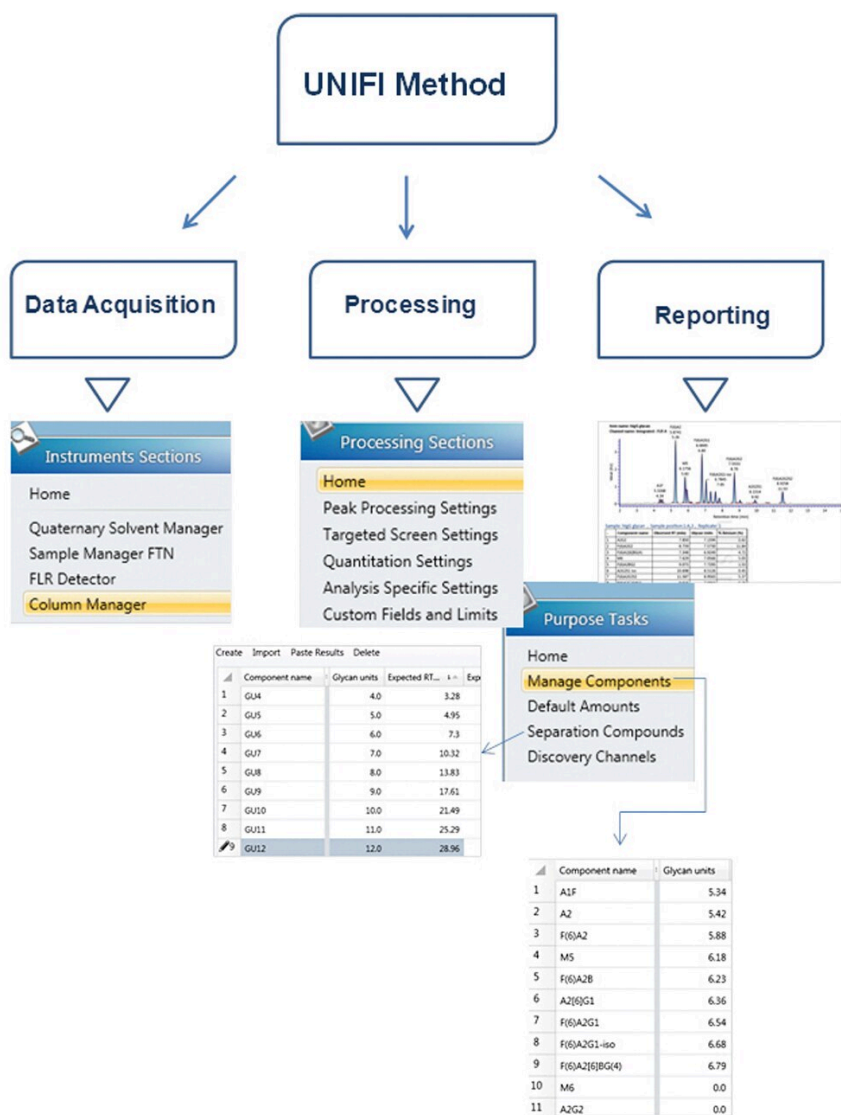 UNIFI Method
Data Acquisition
Processing
Reporting
Instruments Sections
Home
Quaternary Solvent Manager
Sample Manager FTN
FLR Detector
Column Manager
Processing Sections
Home
Peak Processing Settings
Targeted Screen Settings
Quantitation Settings
Analysis Specific Settings
Custom Fields and Limits
Item name: HgG glycan
Component name
Purpose Tasks
Home
Manage Components
Default Amounts
Separation Compounds
Discovery Channels
Create Import Paste Results Delete
Component name Glycan units Expected RT... 1 Exp
1 GU4 4.0 3.28
2 GU5 5.0 4.95
3 GU6 6.0 7.3
4 GU7 7.0 10.32
5 GU8 8.0 13.83
6 GU9 9.0 17.61
7 GU10 10.0 21.49
8 GU11 11.0 25.29
9 GU12 12.0 28.96
Component name Glycan units
1 A1F 5.34
2 A2 5.42
3 F(6)A2 5.88
4 M5 6.18
5 F(6)A2B 6.23
6 A2[6]G1 6.36
7 F(6)A2G1 6.54
8 F(6)A2G1-iso 6.68
9 F(6)A2[6]BG(4) 6.79
10 M6 0.0
11 A2G2 0.0